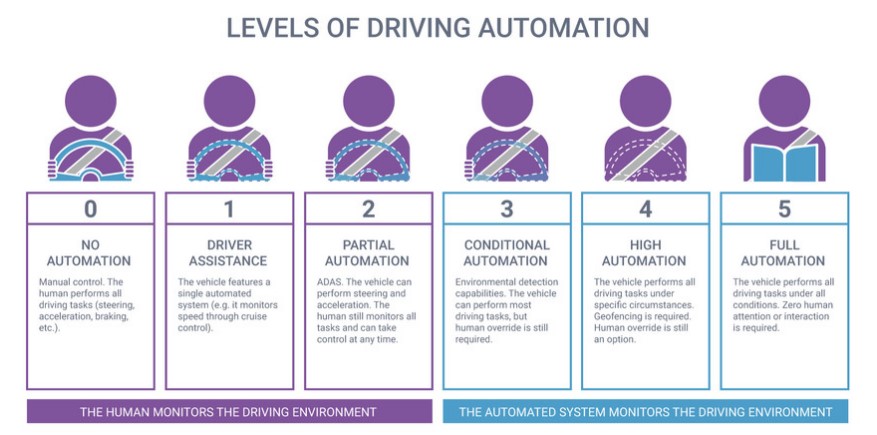 LEVELS OF DRIVING AUTOMATION
0
NO
AUTOMATION
Manual control. The
human performs all
driving tasks (steering,
acceleration, braking,
etc.).
1
DRIVER
ASSISTANCE
The vehicle features a
single automated
system (e.g. it monitors
speed through cruise
control).
2
PARTIAL
AUTOMATION
ADAS. The vehicle can
perform steering and
acceleration. The
human still monitors all
tasks and can take
control at any time.
3
CONDITIONAL
AUTOMATION
Environmental detection
capabilities. The vehicle
can perform most
driving tasks, but
human override is still
required.
4
HIGH
AUTOMATION
The vehicle performs all
driving tasks under
specific circumstances.
Geofencing is required.
Human override is still
an option.
5
FULL
AUTOMATION
The vehicle performs all
driving tasks under all
conditions. Zero human
attention or interaction
is required.
THE HUMAN MONITORS THE DRIVING ENVIRONMENT
THE AUTOMATED SYSTEM MONITORS THE DRIVING ENVIRONMENT